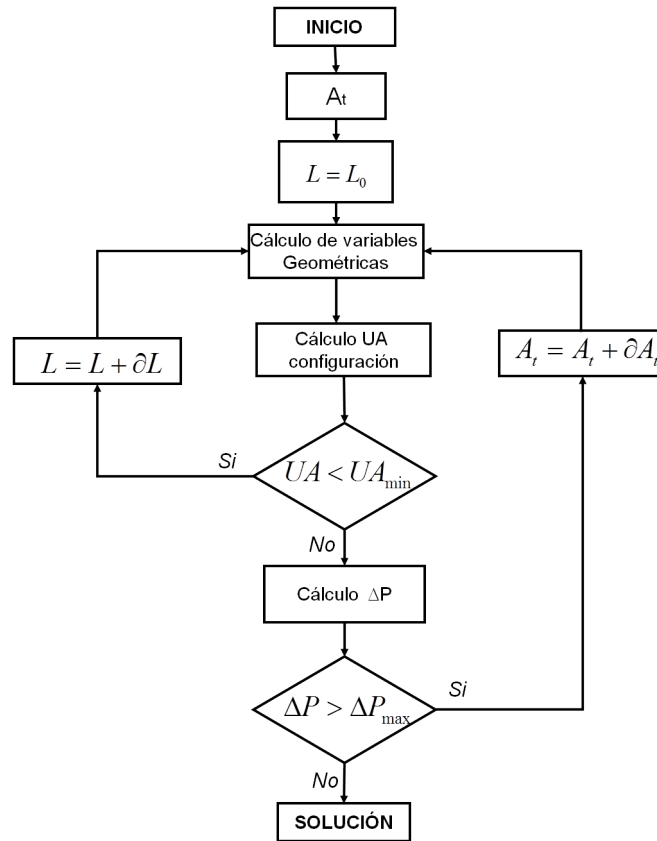 INICIO
Aₜ
L = L₀
Cálculo de variables
Geométricas
Cálculo UA
configuración
L = L + ∂L
Aₜ = Aₜ + ∂Aₜ
Si
UA < UAₘᵢₙ
No
Cálculo ΔP
Si
ΔP > ΔPₘₐₓ
No
SOLUCIÓN